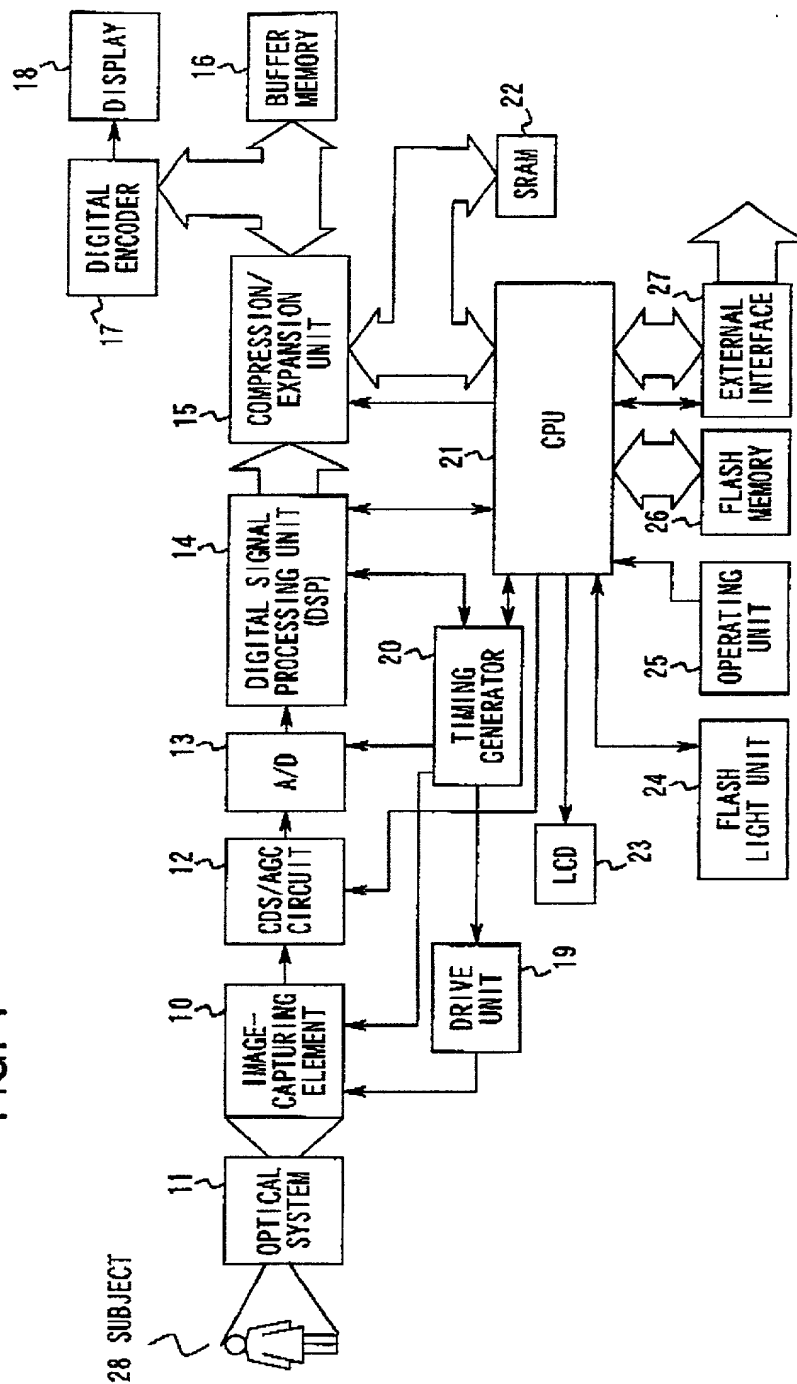 28 SUBJECT
11
OPTICAL
SYSTEM
10
IMAGE-
CAPTURING
ELEMENT
12
CDS/AGC
CIRCUIT
13
A/D
14
DIGITAL SIGNAL
PROCESSING UNIT
(DSP)
15
COMPRESSION/
EXPANSION
UNIT
17
DIGITAL
ENCODER
18
DISPLAY
16
BUFFER
MEMORY
22
SRAM
19
DRIVE
UNIT
20
TIMING
GENERATOR
21
CPU
23
LCD
24
FLASH
LIGHT UNIT
25
OPERATING
UNIT
26
FLASH
MEMORY
27
EXTERNAL
INTERFACE